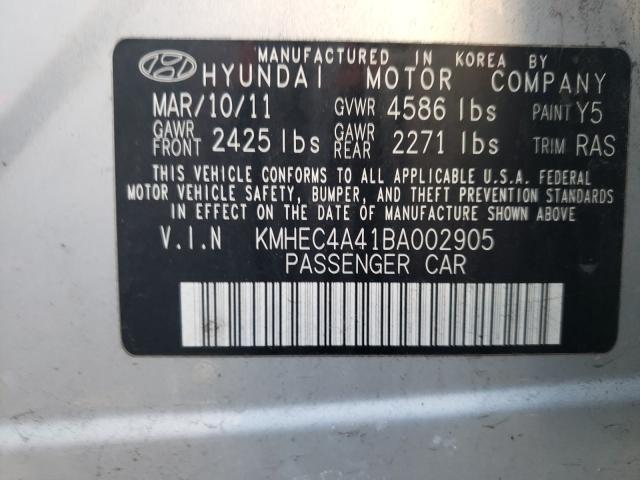 MANUFACTURED IN KOREA BY
HYUNDAI MOTOR COMPANY
MAR/10/11 GVWR 4586 lbs PAINT Y5
GAWR FRONT 2425 lbs GAWR REAR 2271 lbs TRIM RAS
THIS VEHICLE CONFORMS TO ALL APPLICABLE U.S.A. FEDERAL
MOTOR VEHICLE SAFETY, BUMPER, AND THEFT PREVENTION STANDARDS
IN EFFECT ON THE DATE OF MANUFACTURE SHOWN ABOVE
V.I.N KMHEC4A41BA002905
PASSENGER CAR